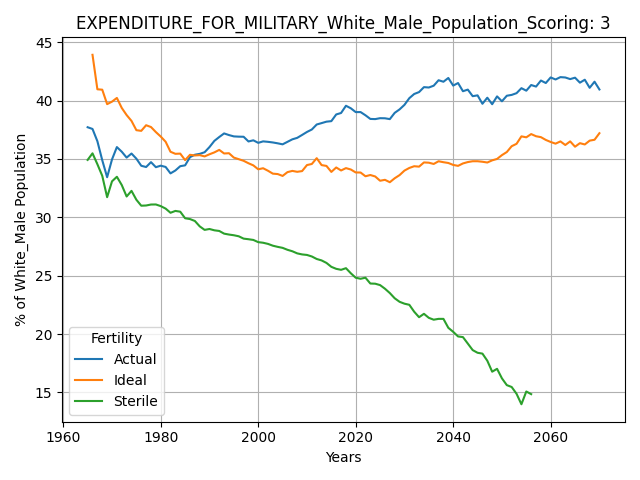 EXPENDITURE_FOR_MILITARY_White_Male_Population_Scoring: 3
45
40
35
30
25
20
15
% of White_Male Population
Fertility
Actual
Ideal
Sterile
1960
1980
2000
2020
2040
2060
Years